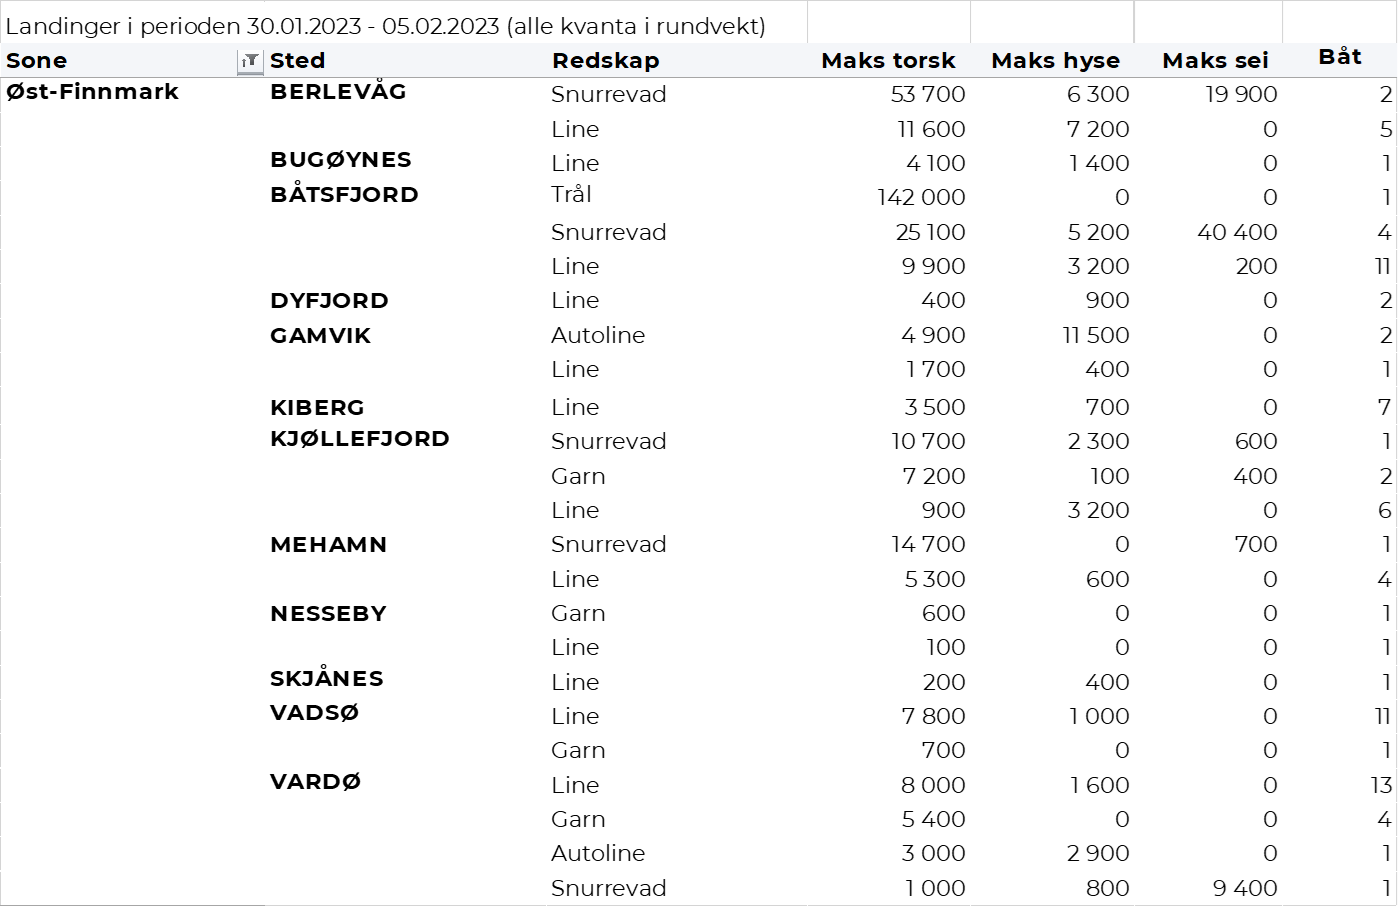 Landinger i perioden 30.01.2023 - 05.02.2023 (alle kvanta i rundvekt)
Sone Sted Redskap Maks torsk Maks hyse Maks sei Båt
Øst-Finnmark BERLEVÅG Snurrevad 53 700 6 300 19 900 2
Line 11 600 7 200 0 5
BUGØYNES Line 4 100 1 400 0 1
BÅTSFJORD Trål 142 000 0 0 1
Snurrevad 25 100 5 200 40 400 4
Line 9 900 3 200 200 11
DYFJORD Line 400 900 0 2
GAMVIK Autoline 4 900 11 500 0 2
Line 1 700 400 0 1
KIBERG Line 3 500 700 0 7
KJØLLEFJORD Snurrevad 10 700 2 300 600 1
Garn 7 200 100 400 2
Line 900 3 200 0 6
MEHAMN Snurrevad 14 700 0 700 1
Line 5 300 600 0 4
NESSEBY Garn 600 0 0 1
Line 100 0 0 1
SKJÅNES Line 200 400 0 1
VADSØ Line 7 800 1 000 0 11
Garn 700 0 0 1
VARDØ Line 8 000 1 600 0 13
Garn 5 400 0 0 4
Autoline 3 000 2 900 0 1
Snurrevad 1 000 800 9 400 1